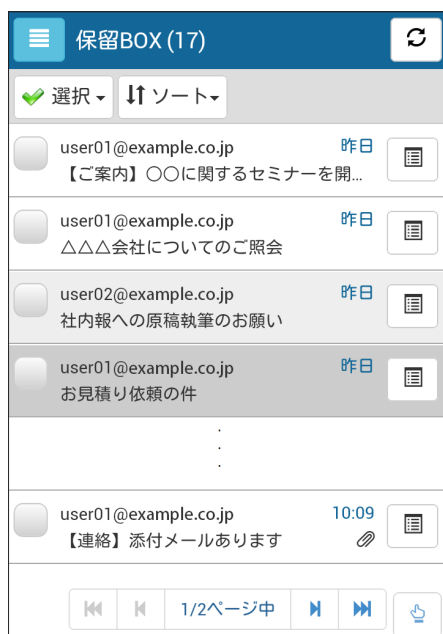 保留BOX (17)
選択 ソート
user01@example.co.jp 昨日
【ご案内】〇〇に関するセミナーを開...
user01@example.co.jp 昨日
△△△会社についてのご照会
user02@example.co.jp 昨日
社内報への原稿執筆のお願い
user01@example.co.jp 昨日
お見積り依頼の件
user01@example.co.jp 10:09
【連絡】添付メールあります
1/2ページ中